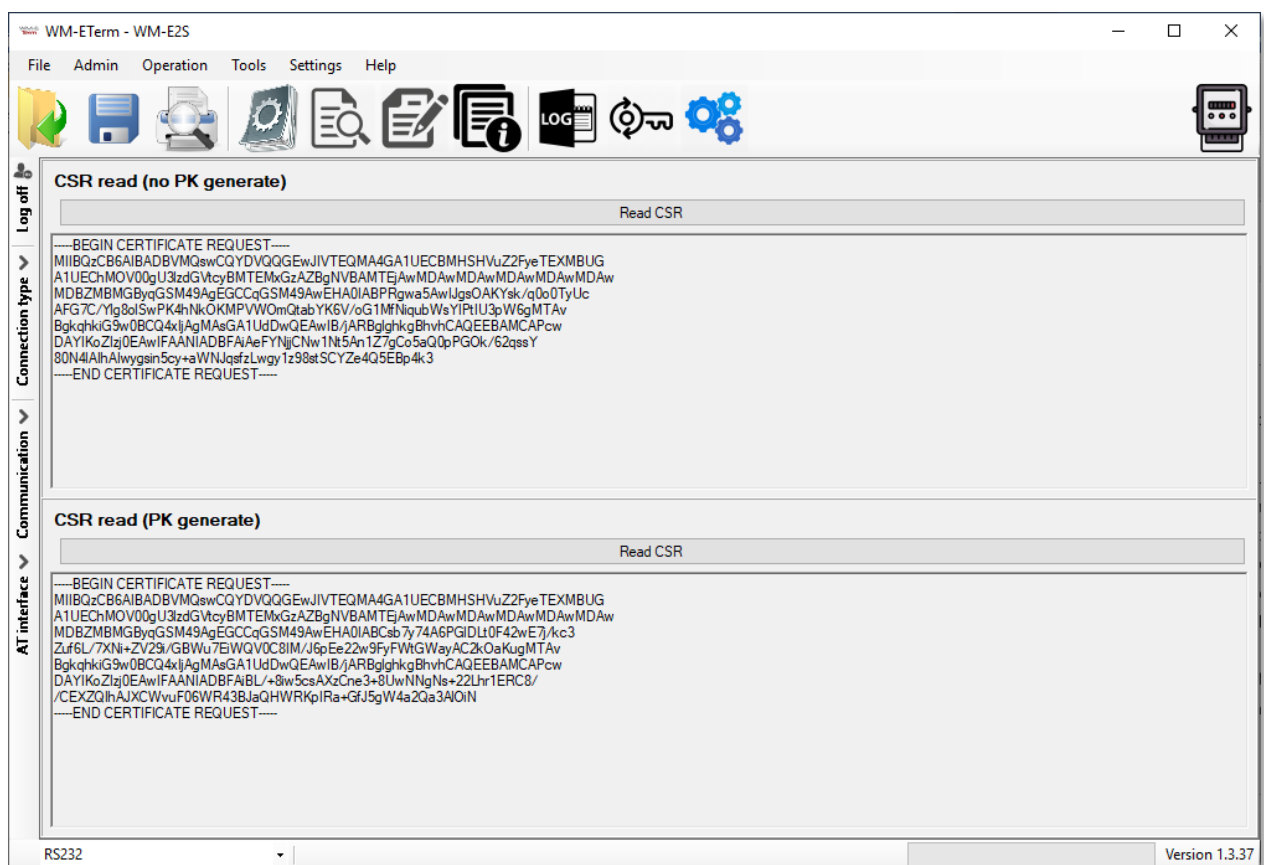 WM-ETerm - WM-E2S
File Admin Operation Tools Settings Help
LOG
Log off
Connection type
Communication
AT interface
CSR read (no PK generate)
Read CSR
-----BEGIN CERTIFICATE REQUEST-----
MIIBQzCB6AIBADBVMQswCQYDVQQGEwJIVTEQMA4GA1UECBMHSHVuZ2FyeTEXMBUG
A1UEChMOV00gU3lzdGVtcyBMTEMxGzAZBgNVBAMTEjAwMDAwMDAwMDAwMDAwMDAw
MDBZMBMGByqGSM49AgEGCCqGSM49AwEHA0IABPRgwa5AwIJgsOAKYsk/q0o0TyUc
AFG7C/Ylg8olSwPK4hNkOKMPVWOmQtabYK6V/oG1MfNiqubWsYIPtIU3pW6gMTAv
BgkqhkiG9w0BCQ4xIjAgMAsGA1UdDwQEAwIB/jARBglghkgBhvhCAQEEBAMCAPcw
DAYIKoZIzj0EAwIFAANIADBFAiAeFYNjjCNw1Nt5An1Z7gCo5aQ0pPGOk/62qssY
80N4IAIhAIwygsin5cy+aWNJqsfzLwgy1z98stSCYZe4Q5EBp4k3
-----END CERTIFICATE REQUEST-----
CSR read (PK generate)
Read CSR
-----BEGIN CERTIFICATE REQUEST-----
MIIBQzCB6AIBADBVMQswCQYDVQQGEwJIVTEQMA4GA1UECBMHSHVuZ2FyeTEXMBUG
A1UEChMOV00gU3lzdGVtcyBMTEMxGzAZBgNVBAMTEjAwMDAwMDAwMDAwMDAwMDAw
MDBZMBMGByqGSM49AgEGCCqGSM49AwEHA0IABCsb7y74A6PGIDLt0F42wE7j/kc3
Zuf6L/7XNi+ZV29i/GBWu7EiWQV0C8IM/J6pEe22w9FyFWtGWayAC2kOaKugMTAv
BgkqhkiG9w0BCQ4xIjAgMAsGA1UdDwQEAwIB/jARBglghkgBhvhCAQEEBAMCAPcw
DAYIKoZIzj0EAwIFAANIADBFAiBL/+8iw5csAXzCne3+8UwNNgNs+22Lhr1ERC8/
/CEXZQIhAJXCWvuF06WR43BJaQHWRKpIRa+GfJ5gW4a2Qa3AIOiN
-----END CERTIFICATE REQUEST-----
RS232
Version 1.3.37